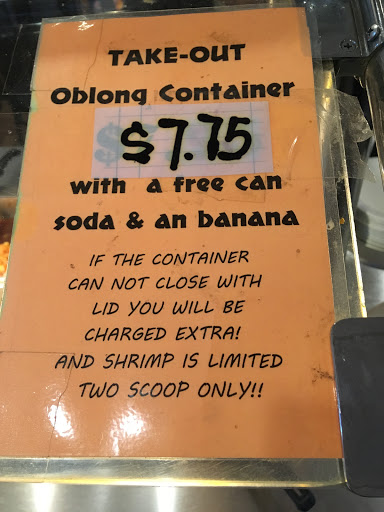 TAKE-OUT
Oblong Container
$7.75
with a free can
soda & an banana
IF THE CONTAINER
CAN NOT CLOSE WITH
LID YOU WILL BE
CHARGED EXTRA!
AND SHRIMP IS LIMITED
TWO SCOOP ONLY!!